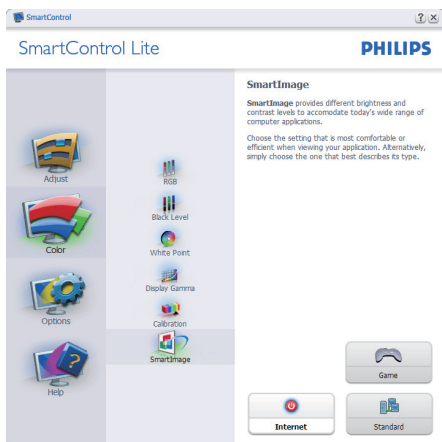 SmartControl
SmartControl Lite
PHILIPS
Adjust
Color
Options
Help
RGB
Black Level
White Point
Display Gamma
Calibration
SmartImage
SmartImage
SmartImage provides different brightness and
contrast levels to accomodate today's wide range of
computer applications.
Choose the setting that is most comfortable or
efficient when viewing your application. Alternatively,
simply choose the one that best describes its type.
Game
Internet
Standard